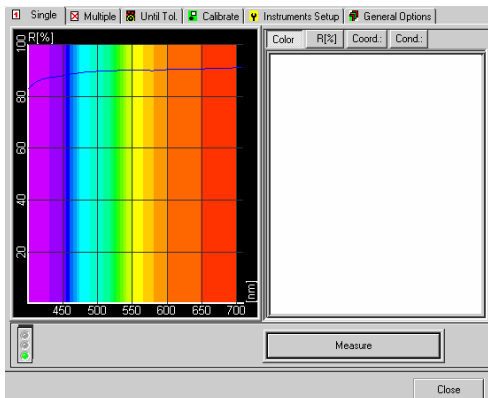 Single Multiple Until Tol. Calibrate Instruments Setup General Options
R[%]
100
80
60
40
20
450 500 550 600 650 700
[nm]
Color R[%] Coord.: Cond.:
Measure
Close